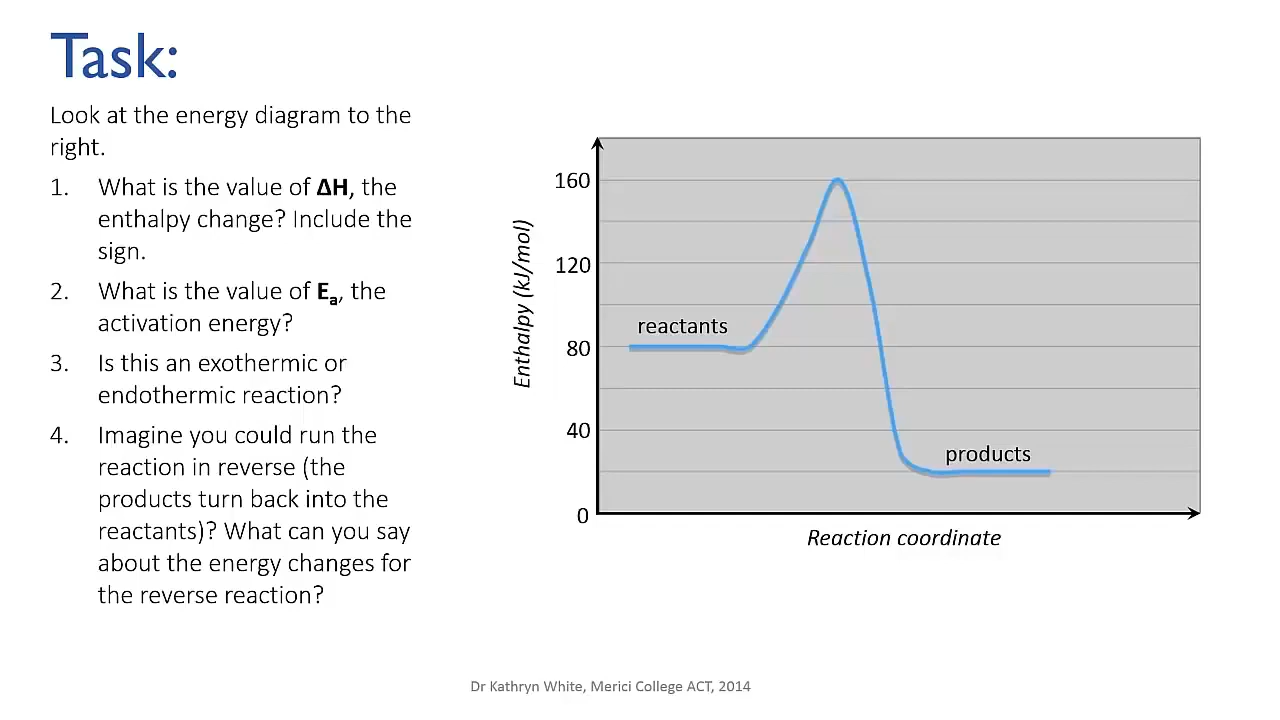 Task:
Look at the energy diagram to the
right.
1. What is the value of ΔH, the
enthalpy change? Include the
sign.
2. What is the value of Ea, the
activation energy?
3. Is this an exothermic or
endothermic reaction?
4. Imagine you could run the
reaction in reverse (the
products turn back into the
reactants)? What can you say
about the energy changes for
the reverse reaction?
Enthalpy (kJ/mol)
160
120
80
40
0
reactants
products
Reaction coordinate
Dr Kathryn White, Merici College ACT, 2014